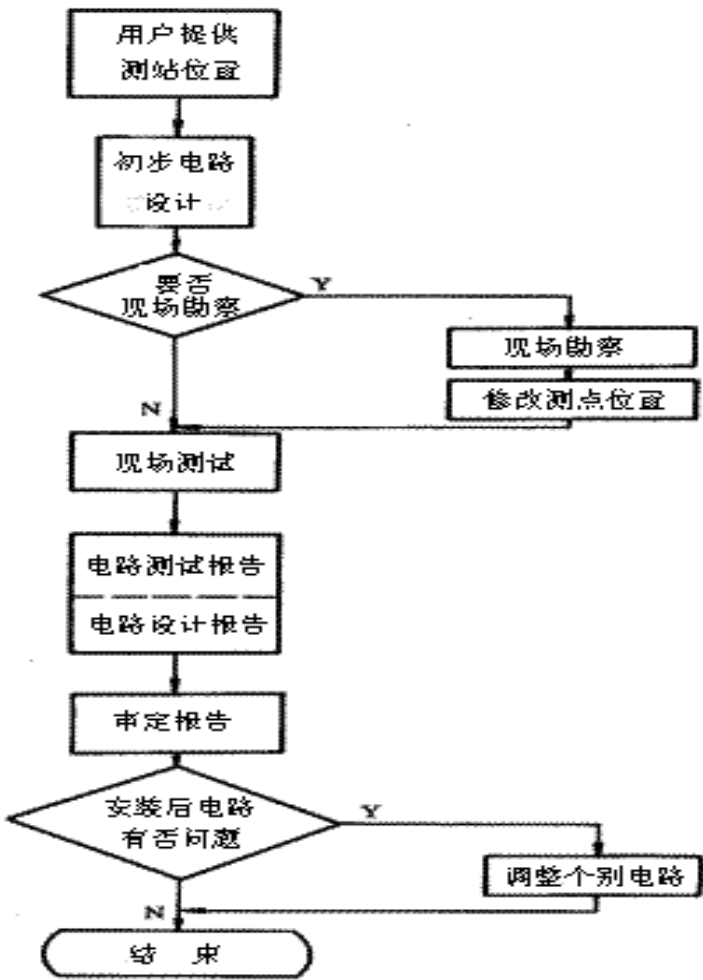 用户提供
测站位置
初步电路
设计
要否
现场勘察
Y
现场勘察
修改测点位置
N
现场测试
电路测试报告
电路设计报告
审定报告
安装后电路
有否问题
Y
调整个别电路
N
结 束